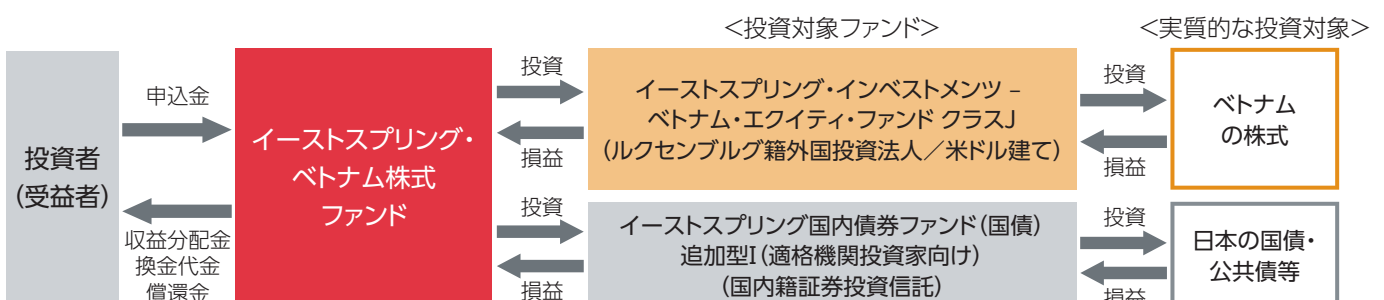 ＜投資対象ファンド＞
＜実質的な投資対象＞
投資者
(受益者)
申込金
収益分配金
換金代金
償還金
イーストスプリング・
ベトナム株式
ファンド
投資
損益
投資
損益
イーストスプリング・インベストメンツ －
ベトナム・エクイティ・ファンド クラスJ
(ルクセンブルグ籍外国投資法人／米ドル建て)
イーストスプリング国内債券ファンド(国債)
追加型I(適格機関投資家向け)
(国内籍証券投資信託)
投資
損益
投資
損益
ベトナム
の株式
日本の国債・
公共債等